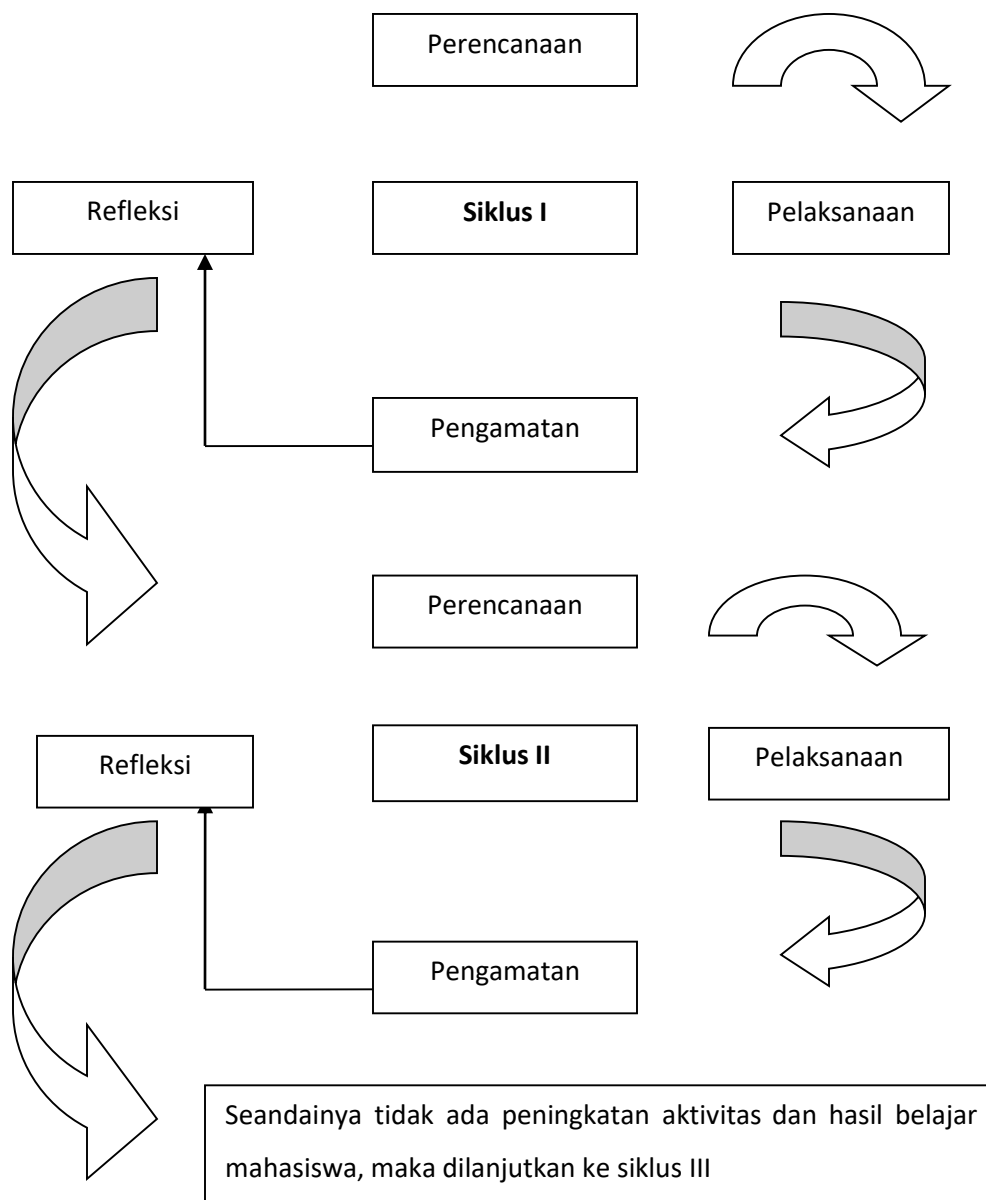 Perencanaan
Refleksi
Siklus I
Pelaksanaan
Pengamatan
Perencanaan
Refleksi
Siklus II
Pelaksanaan
Pengamatan
Seandainya tidak ada peningkatan aktivitas dan hasil belajar
mahasiswa, maka dilanjutkan ke siklus III